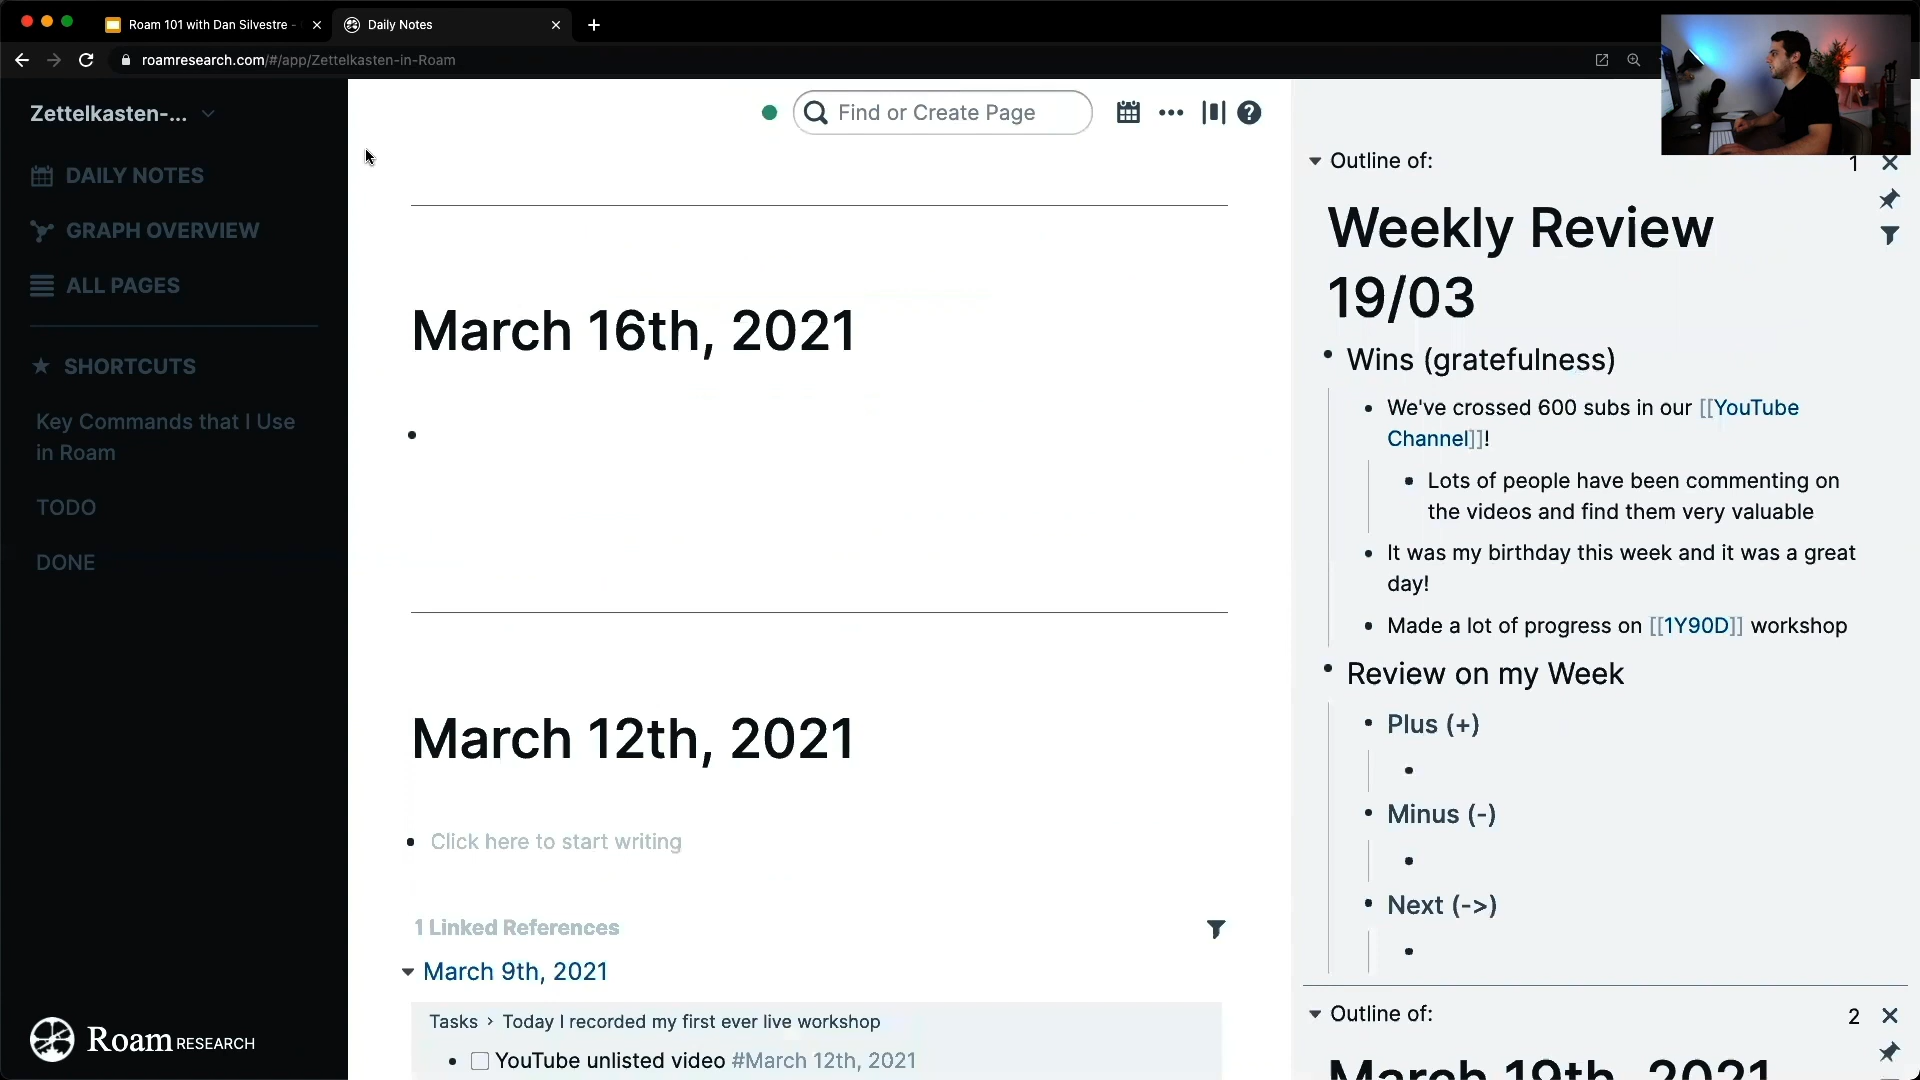 Roam 101 with Dan Silvestre -
Daily Notes
roamresearch.com/#/app/Zettelkasten-in-Roam
Zettelkasten-...
DAILY NOTES
GRAPH OVERVIEW
ALL PAGES
SHORTCUTS
Key Commands that I Use
in Roam
TODO
DONE
Roam RESEARCH
Find or Create Page
March 16th, 2021
March 12th, 2021
Click here to start writing
1 Linked References
March 9th, 2021
Tasks › Today I recorded my first ever live workshop
YouTube unlisted video #March 12th, 2021
Outline of:
1
Weekly Review
19/03
Wins (gratefulness)
We've crossed 600 subs in our [[YouTube
Channel]]!
Lots of people have been commenting on
the videos and find them very valuable
It was my birthday this week and it was a great
day!
Made a lot of progress on [[1Y90D]] workshop
Review on my Week
Plus (+)
Minus (-)
Next (->)
Outline of:
2
March 19th, 2021